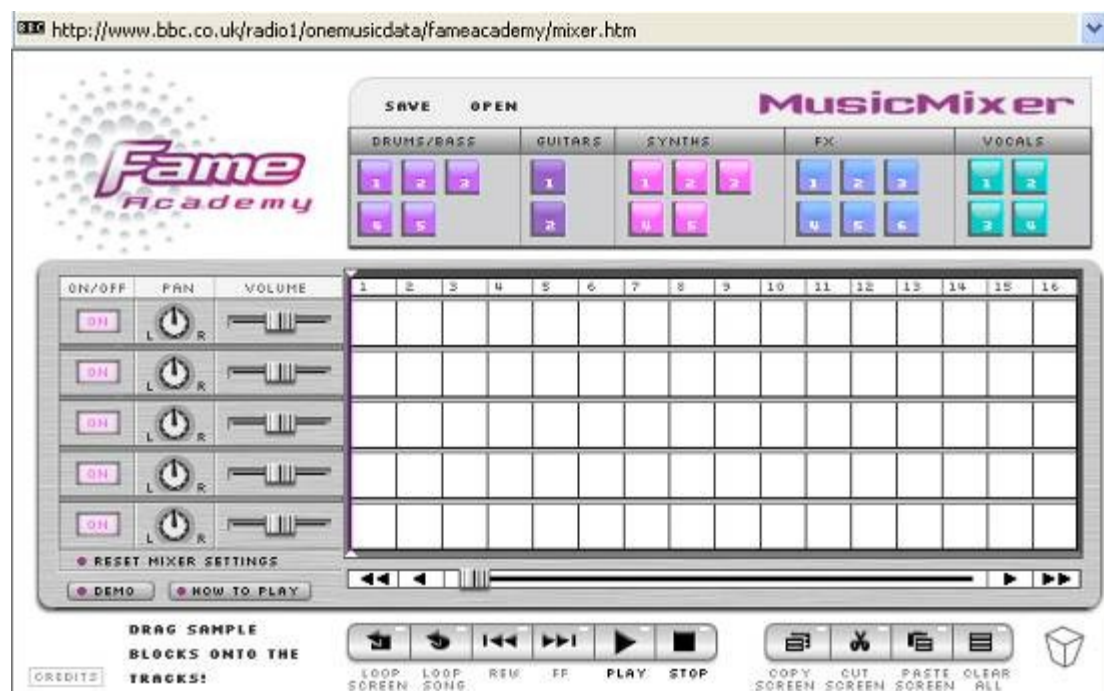 BBC http://www.bbc.co.uk/radio1/onemusicdata/fameacademy/mixer.htm
Fame
Academy
SAVE OPEN MusicMixer
DRUMS/BASS GUITARS SYNTHS FX VOCALS
1 2 3 1 1 2 3 1 2 3 1 2
4 5 2 4 5 4 5 6 3 4
ON/OFF PAN VOLUME 1 2 3 4 5 6 7 8 9 10 11 12 13 14 15 16
ON L R
ON L R
ON L R
ON L R
ON L R
RESET MIXER SETTINGS
DEMO HOW TO PLAY
DRAG SAMPLE
BLOCKS ONTO THE
TRACKS!
CREDITS
LOOP SCREEN
LOOP SONG
REW
FF
PLAY
STOP
COPY SCREEN
CUT SCREEN
PASTE SCREEN
CLEAR ALL